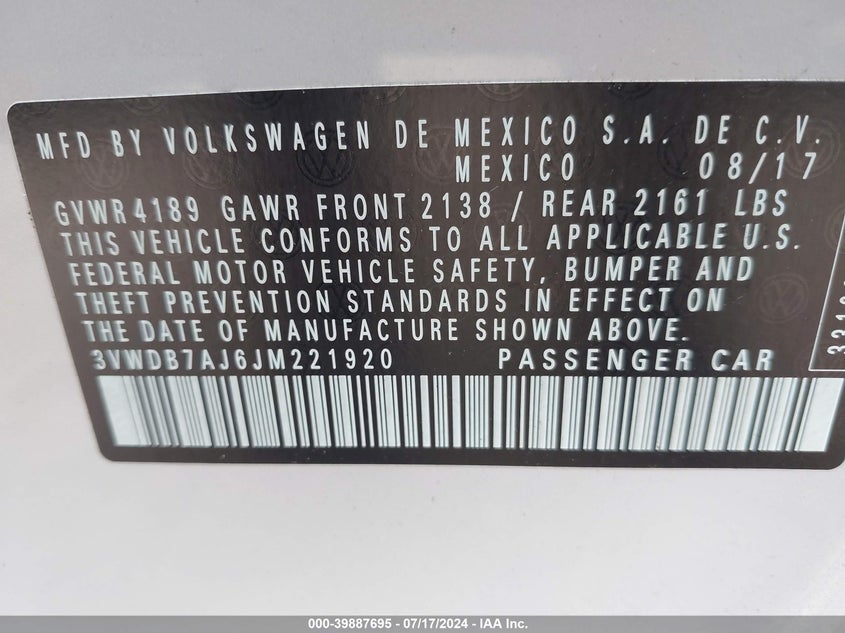 MFD BY VOLKSWAGEN DE MEXICO S.A. DE C.V.
MEXICO 08/17
GVWR 4189 GAWR FRONT 2138 / REAR 2161 LBS
THIS VEHICLE CONFORMS TO ALL APPLICABLE U.S.
FEDERAL MOTOR VEHICLE SAFETY, BUMPER AND
THEFT PREVENTION STANDARDS IN EFFECT ON
THE DATE OF MANUFACTURE SHOWN ABOVE.
3VWDB7AJ6JM221920 PASSENGER CAR
000-39887695 - 07/17/2024 - IAA Inc.